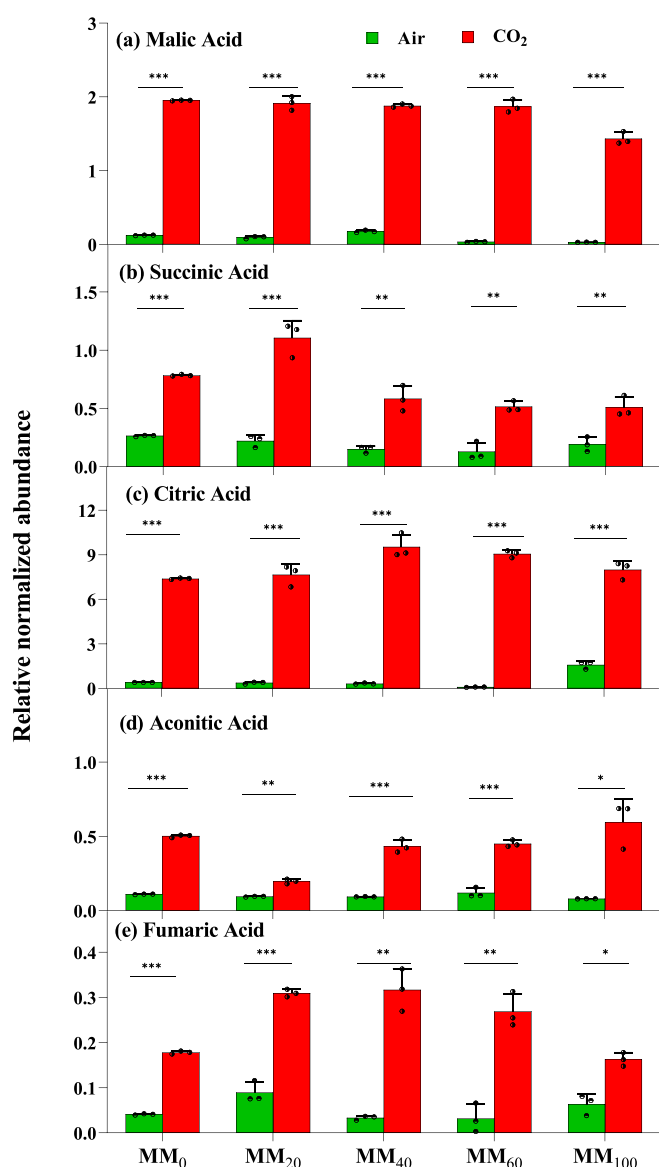 (a) Malic Acid
Air CO₂
3
2
1
0
*** *** *** *** ***
(b) Succinic Acid
1.5
1.0
0.5
0.0
*** *** ** ** **
(c) Citric Acid
12
9
6
3
0
*** *** *** *** ***
(d) Aconitic Acid
1.0
0.5
0.0
*** ** *** *** *
(e) Fumaric Acid
0.4
0.3
0.2
0.1
0.0
*** *** ** ** *
MM₀ MM₂₀ MM₄₀ MM₆₀ MM₁₀₀
Relative normalized abundance